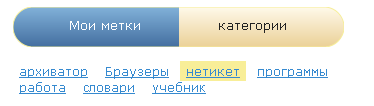 Мои метки категории
архиватор Браузеры нетикет программы
работа словари учебник